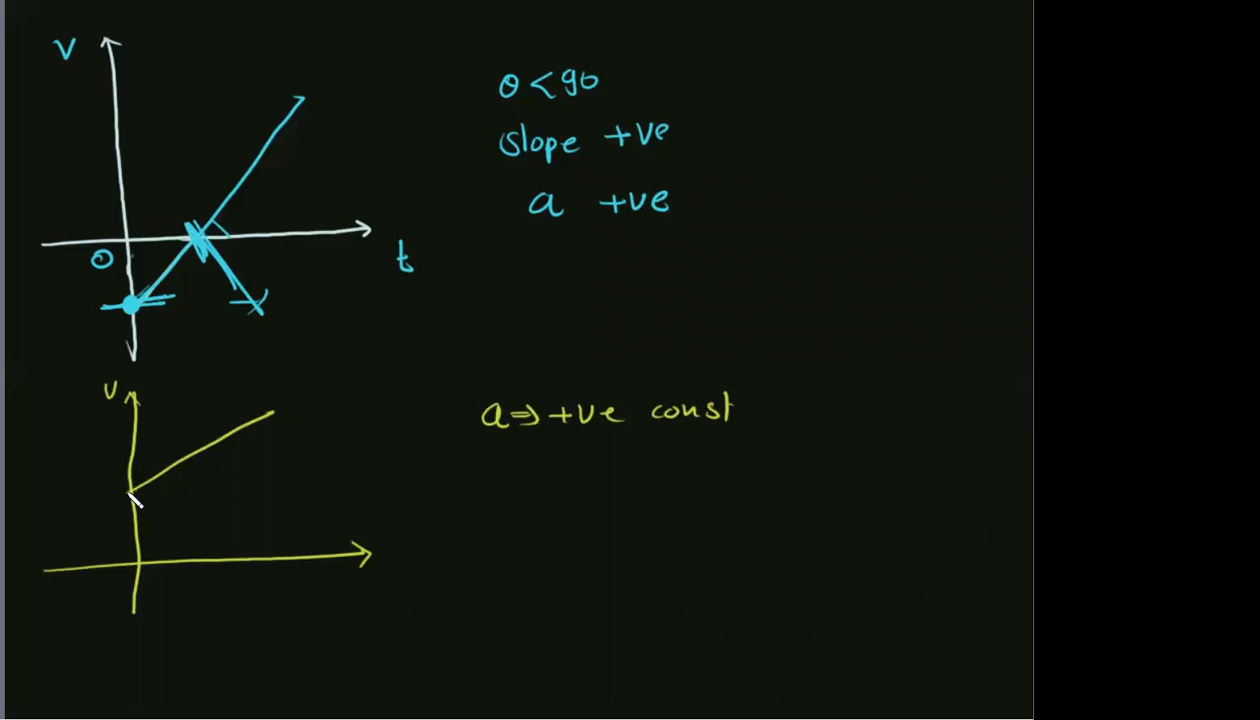 V
θ < 90
slope +ve
a +ve
O
t
v
a ⇒ +ve const